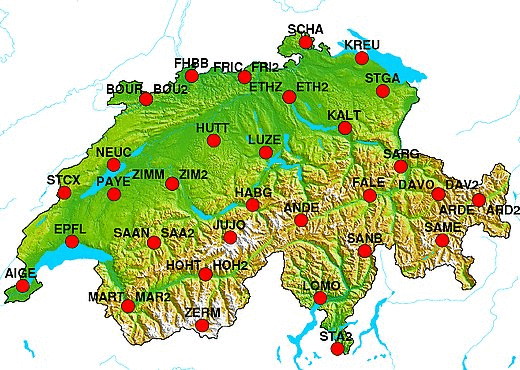 SCHA
KREU
FHBB
FRIC FRI2
STGA
BOUR BOU2
ETHZ ETH2
KALT
HUTT
LUZE
NEUC
SARG
STCX
PAYE
ZIMM ZIM2
FALE
DAVO DAV2
HABG
ANDE
ARDE ARD2
EPFL
SAAN SAA2
JUJO
SANB
SAME
AIGE
HOHT HOH2
MART MAR2
LOMO
ZERM
STA2